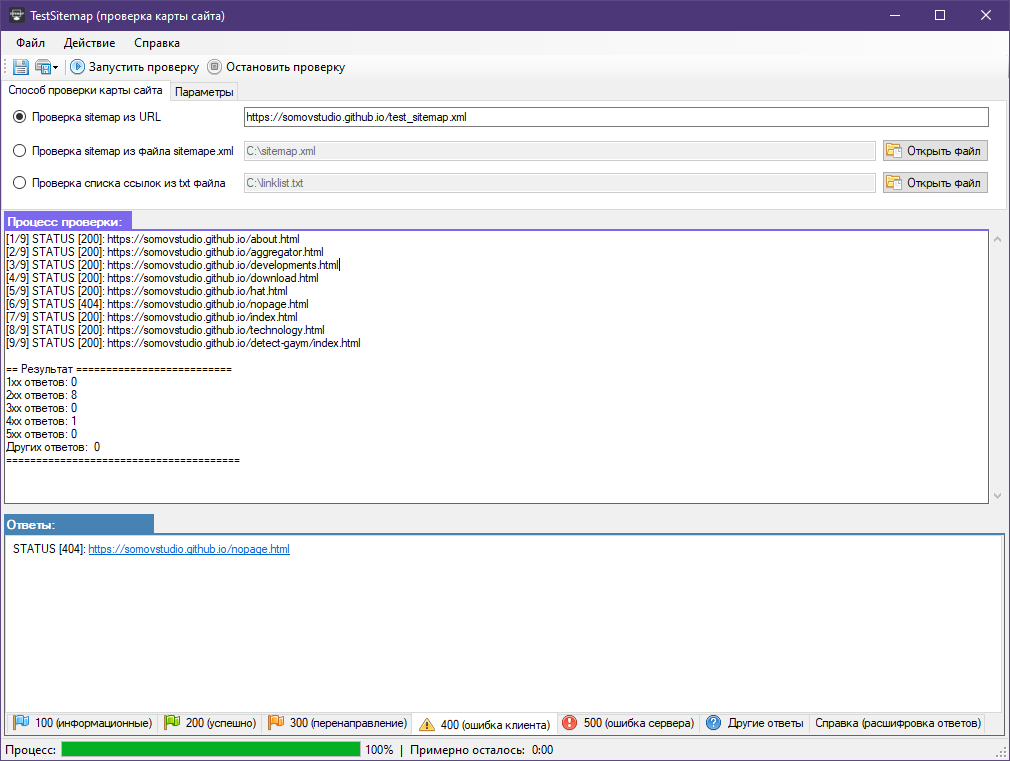 TestSitemap (проверка карты сайта)
Файл Действие Справка
Запустить проверку Остановить проверку
Способ проверки карты сайта Параметры
Проверка sitemap из URL https://somovstudio.github.io/test_sitemap.xml
Проверка sitemap из файла sitemape.xml C:\sitemap.xml Открыть файл
Проверка списка ссылок из txt файла C:\linklist.txt Открыть файл
Процесс проверки:
[1/9] STATUS [200]: https://somovstudio.github.io/about.html
[2/9] STATUS [200]: https://somovstudio.github.io/aggregator.html
[3/9] STATUS [200]: https://somovstudio.github.io/developments.html
[4/9] STATUS [200]: https://somovstudio.github.io/download.html
[5/9] STATUS [200]: https://somovstudio.github.io/hat.html
[6/9] STATUS [404]: https://somovstudio.github.io/nopage.html
[7/9] STATUS [200]: https://somovstudio.github.io/index.html
[8/9] STATUS [200]: https://somovstudio.github.io/technology.html
[9/9] STATUS [200]: https://somovstudio.github.io/detect-gaym/index.html
== Результат ==========================
1xx ответов: 0
2xx ответов: 8
3xx ответов: 0
4xx ответов: 1
5xx ответов: 0
Других ответов: 0
=======================================
Ответы:
STATUS [404]: https://somovstudio.github.io/nopage.html
100 (информационные) 200 (успешно) 300 (перенаправление) 400 (ошибка клиента) 500 (ошибка сервера) Другие ответы Справка (расшифровка ответов)
Процесс: 100% | Примерно осталось: 0:00